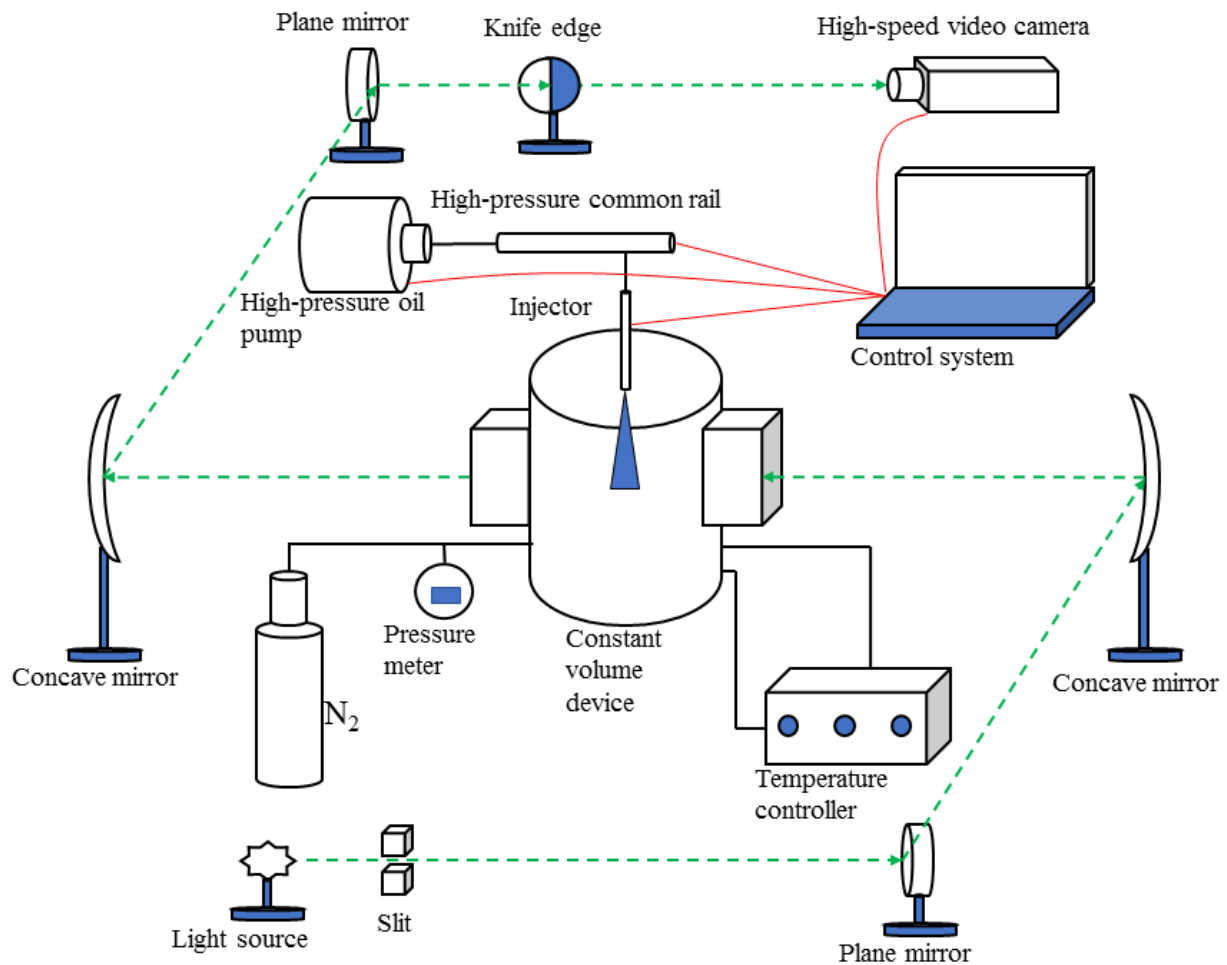 Plane mirror
Knife edge
High-speed video camera
High-pressure common rail
High-pressure oil
pump
Injector
Control system
Concave mirror
Pressure
meter
Constant
volume
device
Concave mirror
N₂
Temperature
controller
Light source
Slit
Plane mirror